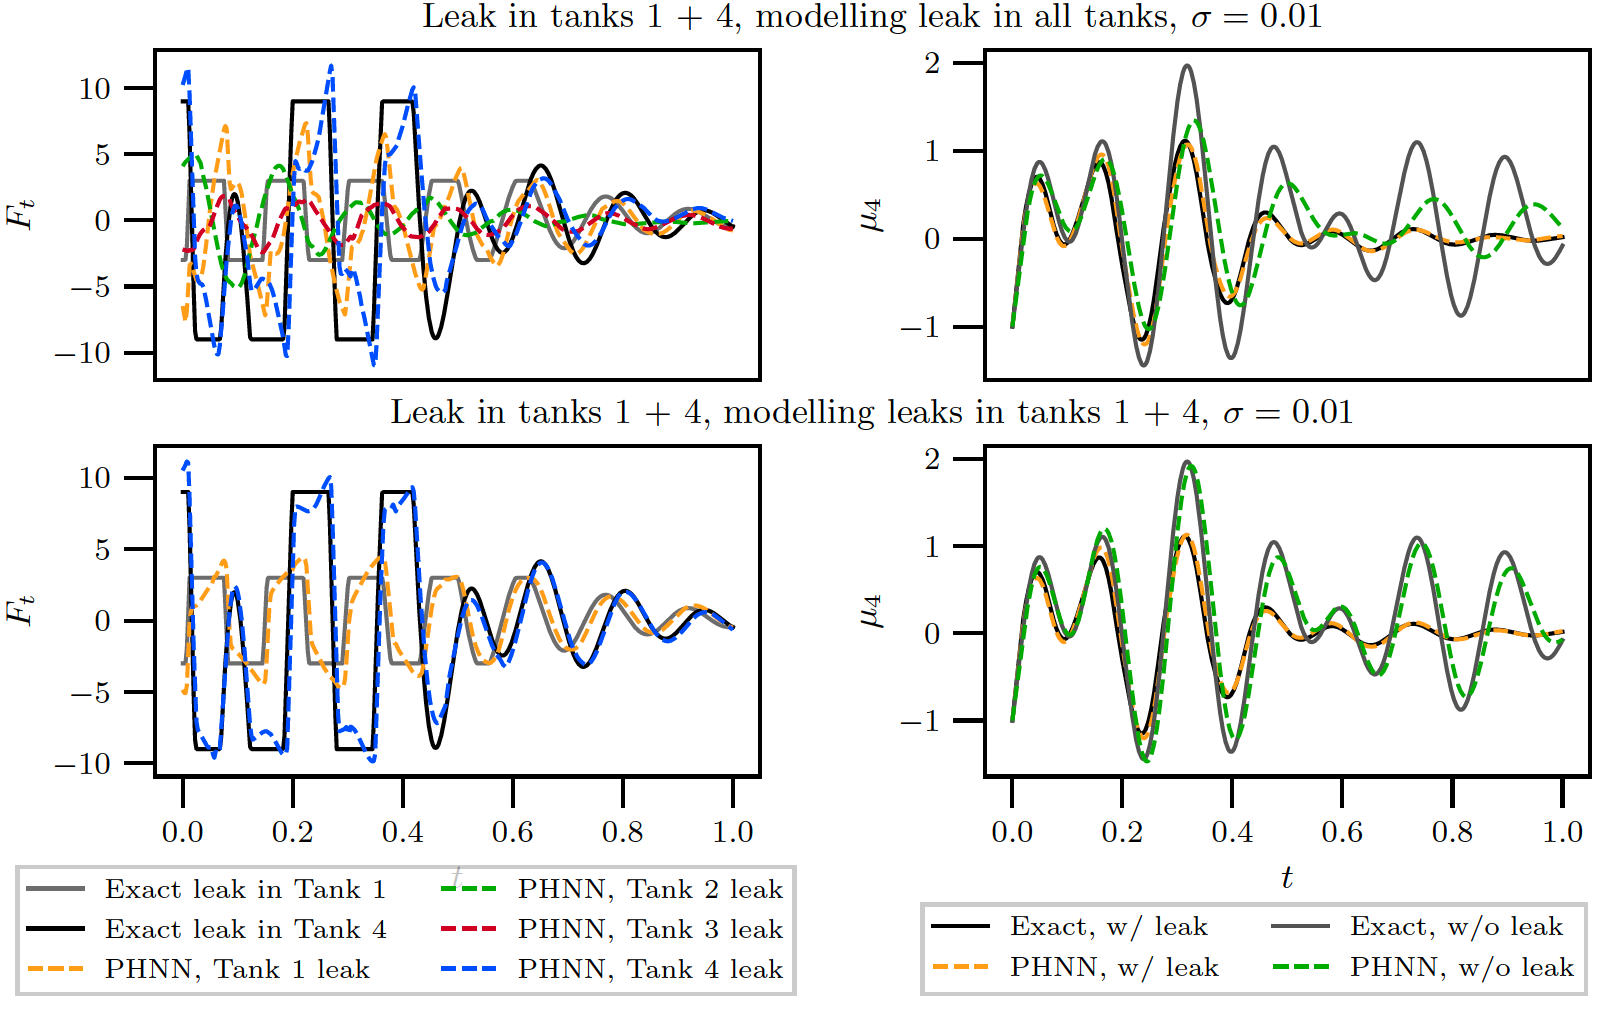 Leak in tanks 1 + 4, modelling leak in all tanks, σ = 0.01
10
5
0
−5
−10
F_t
2
1
0
−1
μ_4
Leak in tanks 1 + 4, modelling leaks in tanks 1 + 4, σ = 0.01
10
5
0
−5
−10
F_t
0.0 0.2 0.4 0.6 0.8 1.0
t
2
1
0
−1
μ_4
0.0 0.2 0.4 0.6 0.8 1.0
t
Exact leak in Tank 1
Exact leak in Tank 4
PHNN, Tank 1 leak
PHNN, Tank 2 leak
PHNN, Tank 3 leak
PHNN, Tank 4 leak
Exact, w/ leak
PHNN, w/ leak
Exact, w/o leak
PHNN, w/o leak